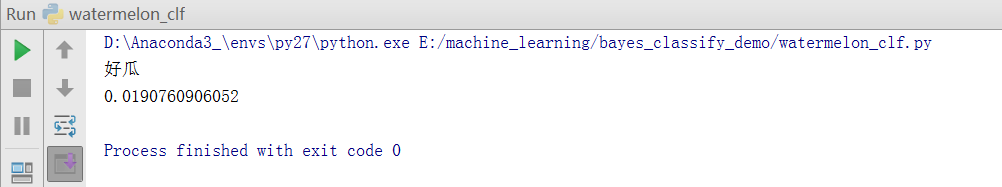 Run watermelon_clf
D:\Anaconda3_\envs\py27\python.exe E:/machine_learning/bayes_classify_demo/watermelon_clf.py
好瓜
0.0190760906052
Process finished with exit code 0